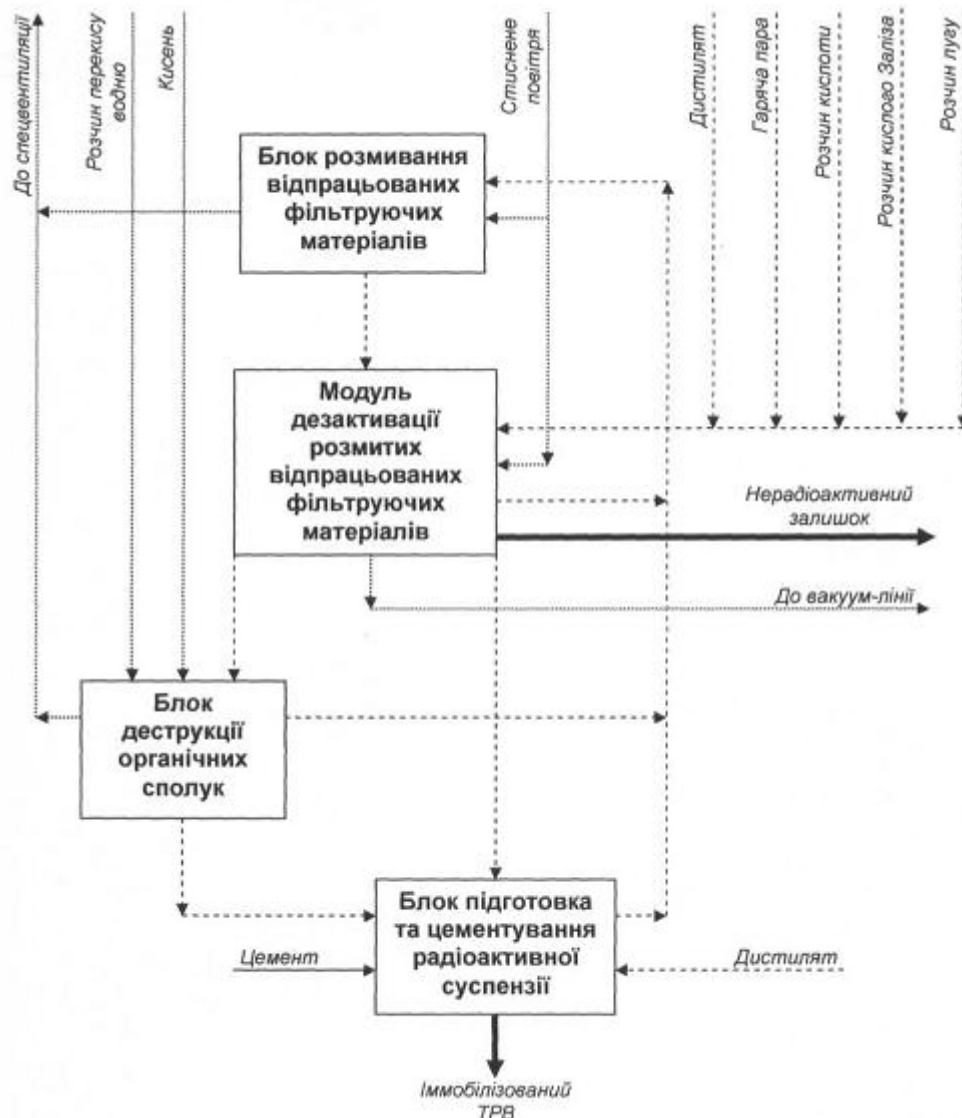 До спецвентиляції
Розчин перекису
водню
Кисень
Стиснене
повітря
Дистилят
Гаряча пара
Розчин кислоти
Розчин кислого Заліза
Розчин лугу
Блок розмивання
відпрацьованих
фільтруючих
матеріалів
Модуль
дезактивації
розмитих
відпрацьованих
фільтруючих
матеріалів
Нерадіоактивний
залишок
До вакуум-лінії
Блок
деструкції
органічних
сполук
Блок підготовка
та цементування
радіоактивної
суспензії
Цемент
Дистилят
Іммобілізований
ТРВ